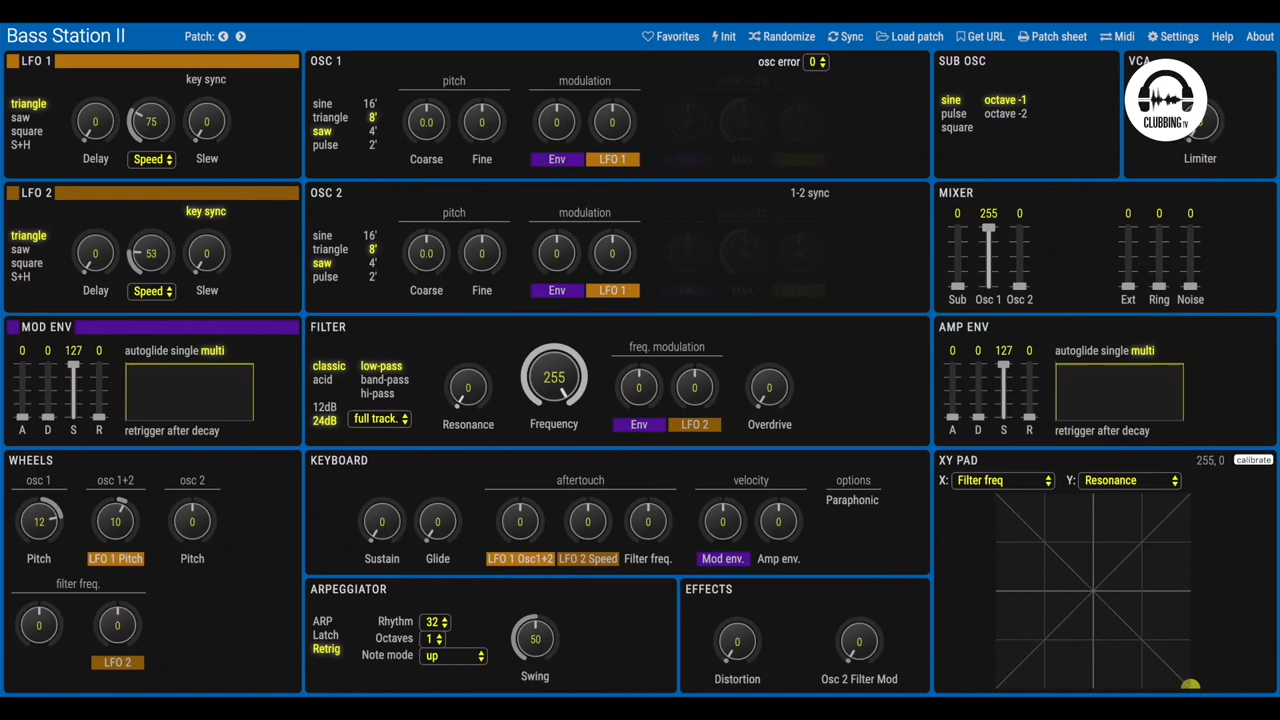 Bass Station II
Patch:
Favorites
Init
Randomize
Sync
Load patch
Get URL
Patch sheet
Midi
Settings
Help
About
LFO 1
key sync
triangle
saw
square
S+H
0
75
0
Delay
Speed
Slew
OSC 1
osc error
0
pitch
modulation
sine
triangle
saw
pulse
16'
8'
4'
2'
0.0
0
0
0
Coarse
Fine
Env
LFO 1
SUB OSC
sine
pulse
square
octave -1
octave -2
VCA
CLUBBING TV
Limiter
LFO 2
key sync
triangle
saw
square
S+H
0
53
0
Delay
Speed
Slew
OSC 2
1-2 sync
pitch
modulation
sine
triangle
saw
pulse
16'
8'
4'
2'
0.0
0
0
0
Coarse
Fine
Env
LFO 1
MIXER
0 255 0
0 0 0
Sub Osc 1 Osc 2
Ext Ring Noise
MOD ENV
0 0 127 0
autoglide single multi
retrigger after decay
A D S R
FILTER
classic
acid
12dB
24dB
low-pass
band-pass
hi-pass
full track.
0
Resonance
255
Frequency
freq. modulation
0
0
Env
LFO 2
0
Overdrive
AMP ENV
0 0 127 0
autoglide single multi
retrigger after decay
A D S R
WHEELS
osc 1
osc 1+2
osc 2
12
10
0
Pitch
LFO 1 Pitch
Pitch
filter freq.
0
0
LFO 2
KEYBOARD
aftertouch
velocity
options
Paraphonic
0
0
0
0
0
0
0
Sustain
Glide
LFO 1 Osc1+2
LFO 2 Speed
Filter freq.
Mod env.
Amp env.
ARPEGGIATOR
ARP
Latch
Retrig
Rhythm
32
Octaves
1
Note mode
up
50
Swing
EFFECTS
0
0
Distortion
Osc 2 Filter Mod
XY PAD
255, 0
calibrate
X: Filter freq
Y: Resonance